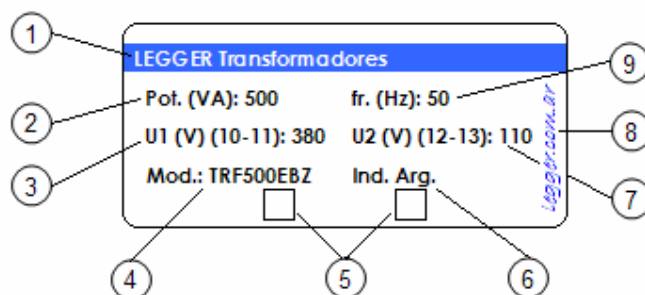 1
LEGGER Transformadores
9
2
Pot. (VA): 500
fr. (Hz): 50
8
U1 (V) (10-11): 380
U2 (V) (12-13): 110
legger.com.ar
3
7
Mod.: TRF500EBZ
Ind. Arg.
4
5
6